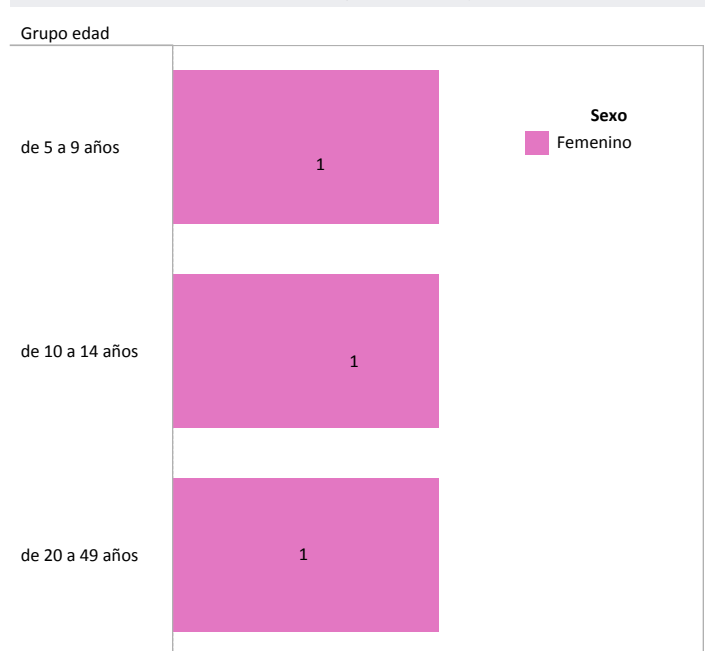 Grupo edad
Sexo
de 5 a 9 años
Femenino
1
de 10 a 14 años
1
de 20 a 49 años
1